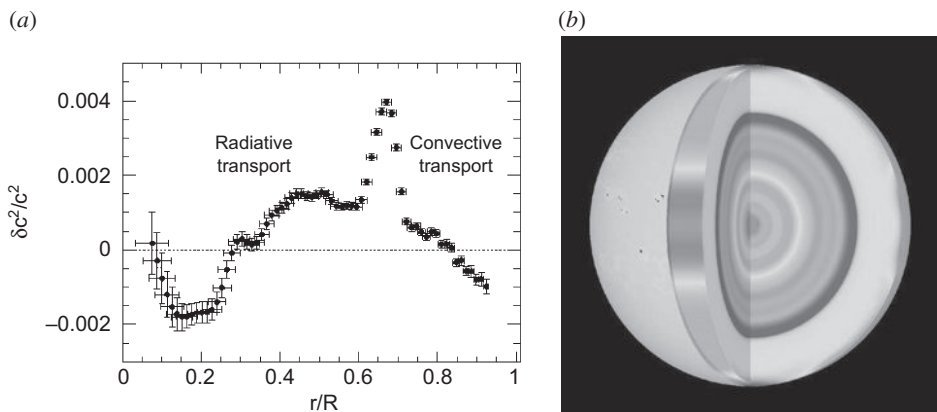 (a)
(b)
0.004
0.002
0
−0.002
δc²/c²
Radiative
transport
Convective
transport
0 0.2 0.4 0.6 0.8 1
r/R